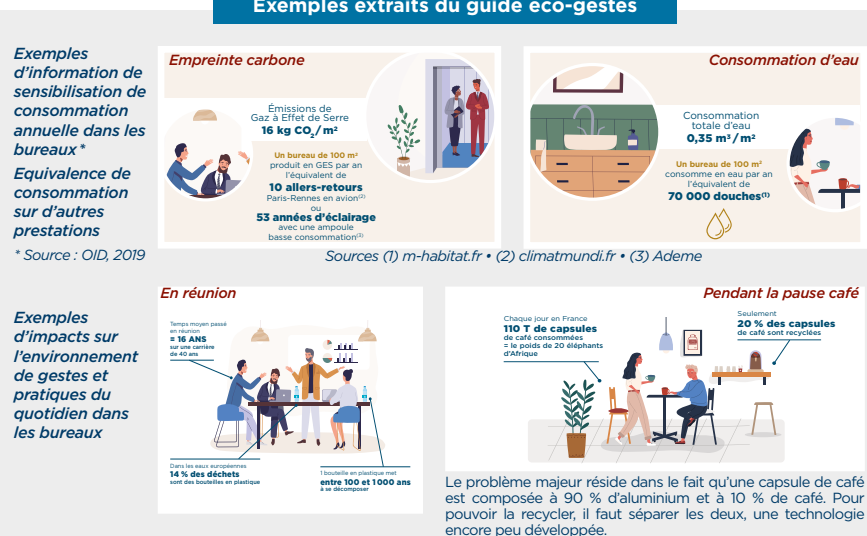 Exemples extraits du guide éco-gestes
Exemples
d'information de
sensibilisation de
consommation
annuelle dans les
bureaux *
Equivalence de
consommation
sur d'autres
prestations
* Source : OID, 2019
Empreinte carbone
Émissions de
Gaz à Effet de Serre
16 kg CO₂/m²
Un bureau de 100 m²
produit en GES par an
l'équivalent de
10 allers-retours
Paris-Rennes en avion⁽²⁾
ou
53 années d'éclairage
avec une ampoule
basse consommation⁽³⁾
Consommation d'eau
Consommation
totale d'eau
0,35 m³/m²
Un bureau de 100 m²
consomme en eau par an
l'équivalent de
70 000 douches⁽¹⁾
Sources (1) m-habitat.fr • (2) climatmundi.fr • (3) Ademe
Exemples
d'impacts sur
l'environnement
de gestes et
pratiques du
quotidien dans
les bureaux
En réunion
Temps moyen passé
en réunion
= 16 ANS
sur une carrière
de 40 ans
Dans les eaux européennes
14 % des déchets
sont des bouteilles en plastique
1 bouteille en plastique met
entre 100 et 1000 ans
à se décomposer
Pendant la pause café
Chaque jour en France
110 T de capsules
de café consommées
= le poids de 20 éléphants
d'Afrique
Seulement
20 % des capsules
de café sont recyclées
Le problème majeur réside dans le fait qu'une capsule de café
est composée à 90 % d'aluminium et à 10 % de café. Pour
pouvoir la recycler, il faut séparer les deux, une technologie
encore peu développée.